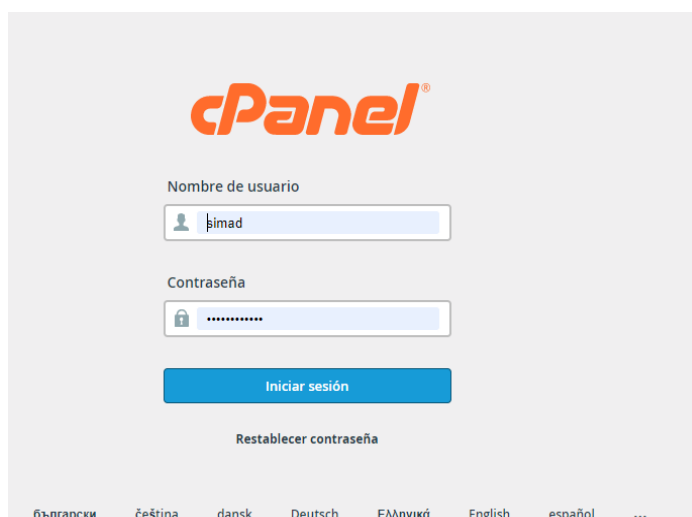 cPanel®
Nombre de usuario
simad
Contraseña
••••••••••••
Iniciar sesión
Restablecer contraseña
български čeština dansk Deutsch Ελληνικά English español ...